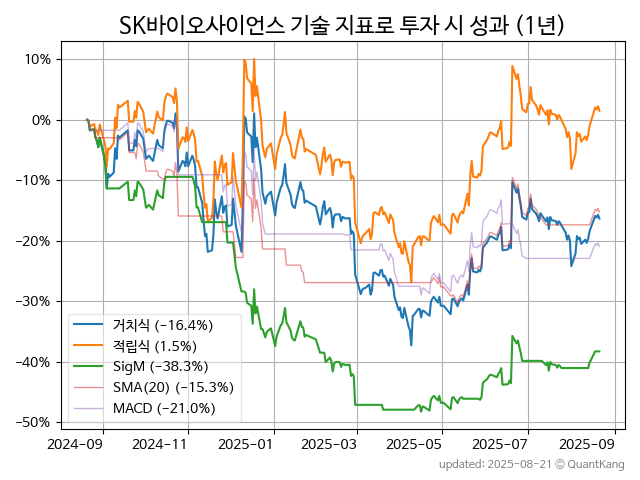 SK바이오사이언스 기술 지표로 투자 시 성과 (1년)
10%
0%
−10%
−20%
−30%
−40%
−50%
거치식 (−16.4%)
적립식 (1.5%)
SigM (−38.3%)
SMA(20) (−15.3%)
MACD (−21.0%)
2024-09
2024-11
2025-01
2025-03
2025-05
2025-07
2025-09
updated: 2025-08-21 © QuantKang